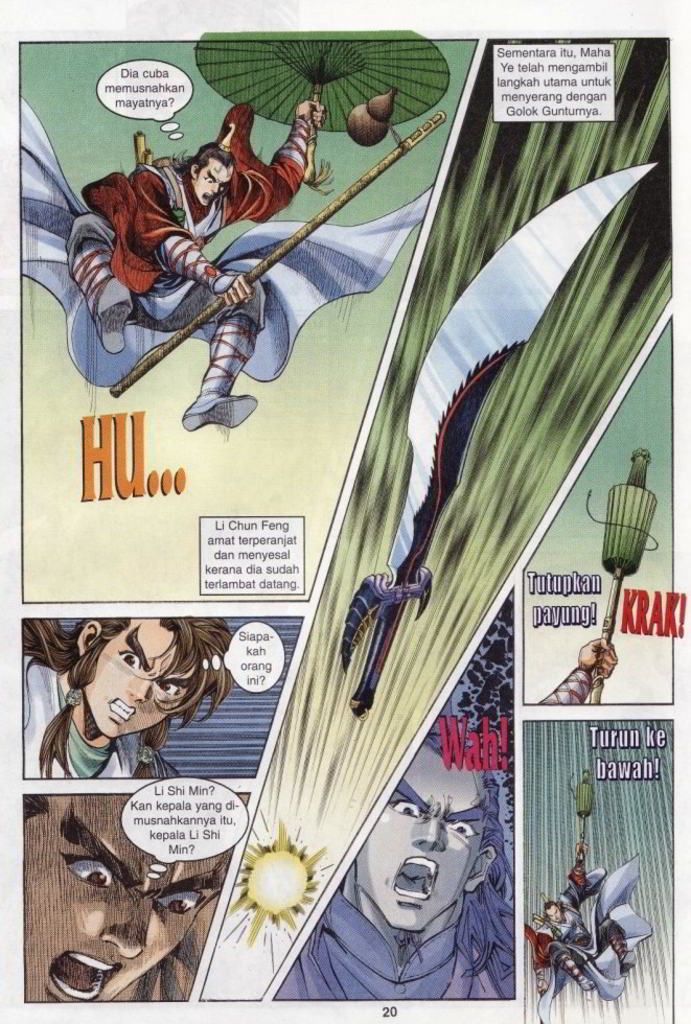 Dia cuba
memusnahkan
mayatnya?
Sementara itu, Maha
Ye telah mengambil
langkah utama untuk
menyerang dengan
Golok Gunturnya.
HU...
Li Chun Feng
amat terperanjat
dan menyesal
kerana dia sudah
terlambat datang.
Tutupkan
payung!
KRAK!
Siapa-
kah
orang
ini?
Wah!
Turun ke
bawah!
Li Shi Min?
Kan kepala yang di-
musnahkannya itu,
kepala Li Shi
Min?
20